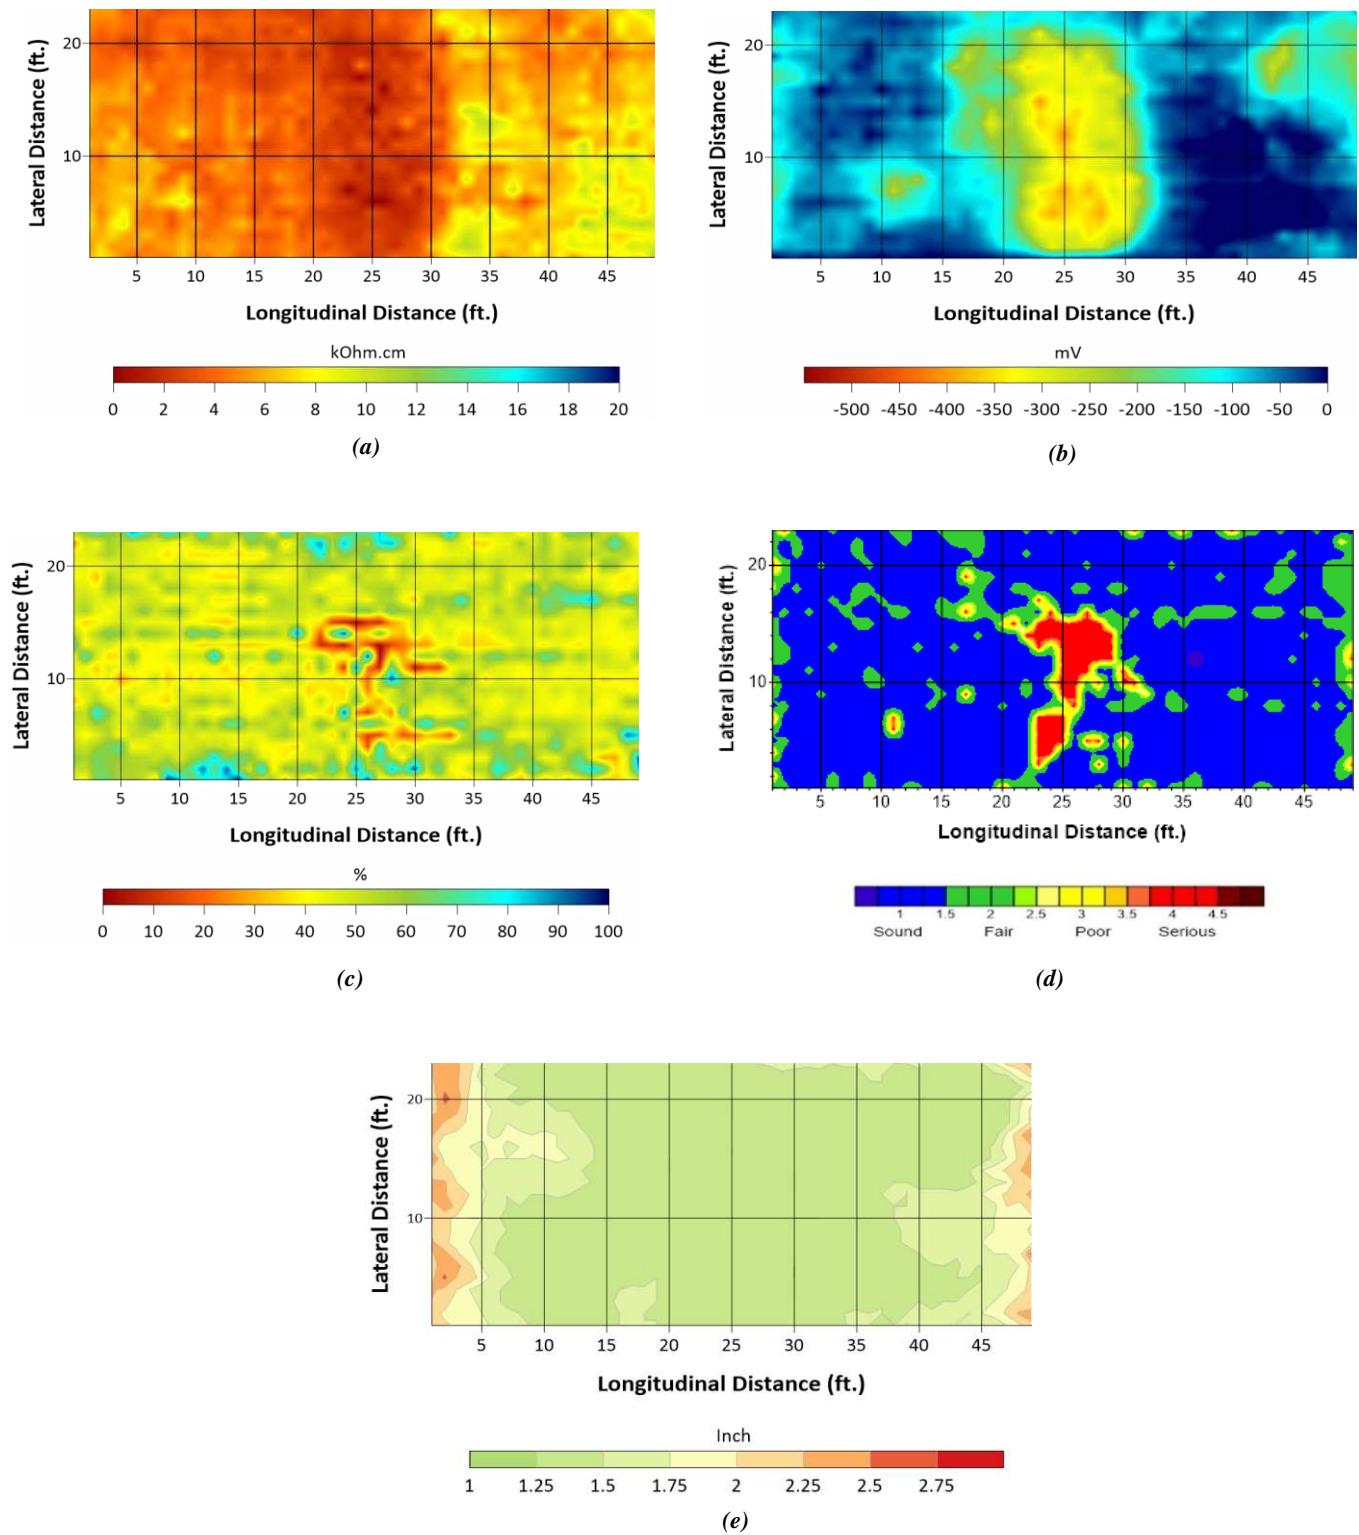 20
10
Lateral Distance (ft.)
5 10 15 20 25 30 35 40 45
Longitudinal Distance (ft.)
kOhm.cm
0 2 4 6 8 10 12 14 16 18 20
(a)
20
10
Lateral Distance (ft.)
5 10 15 20 25 30 35 40 45
Longitudinal Distance (ft.)
mV
-500 -450 -400 -350 -300 -250 -200 -150 -100 -50 0
(b)
20
10
Lateral Distance (ft.)
5 10 15 20 25 30 35 40 45
Longitudinal Distance (ft.)
%
0 10 20 30 40 50 60 70 80 90 100
(c)
20
10
Lateral Distance (ft.)
5 10 15 20 25 30 35 40 45
Longitudinal Distance (ft.)
1 1.5 2 2.5 3 3.5 4 4.5
Sound Fair Poor Serious
(d)
20
10
Lateral Distance (ft.)
5 10 15 20 25 30 35 40 45
Longitudinal Distance (ft.)
Inch
1 1.25 1.5 1.75 2 2.25 2.5 2.75
(e)